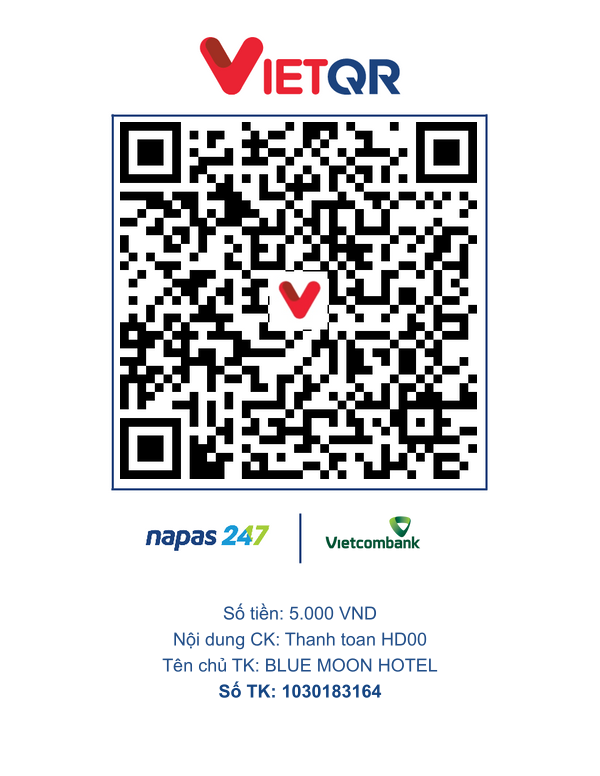 VIETQR
napas 247
Vietcombank
Số tiền: 5.000 VND
Nội dung CK: Thanh toan HD00
Tên chủ TK: BLUE MOON HOTEL
Số TK: 1030183164